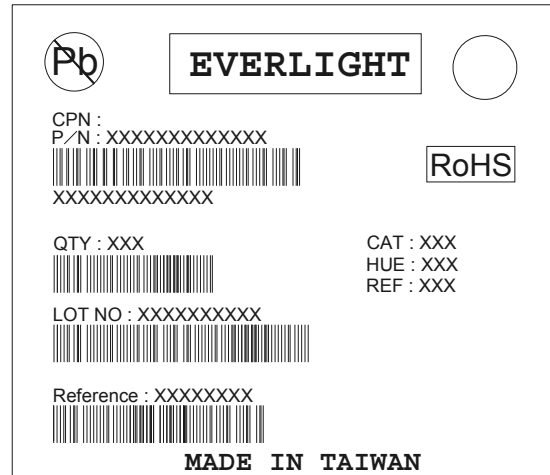 Pb
EVERLIGHT
CPN :
P/N : XXXXXXXXXXXXX
XXXXXXXXXXXXX
RoHS
QTY : XXX
CAT : XXX
HUE : XXX
REF : XXX
LOT NO : XXXXXXXXXX
Reference : XXXXXXXX
MADE IN TAIWAN